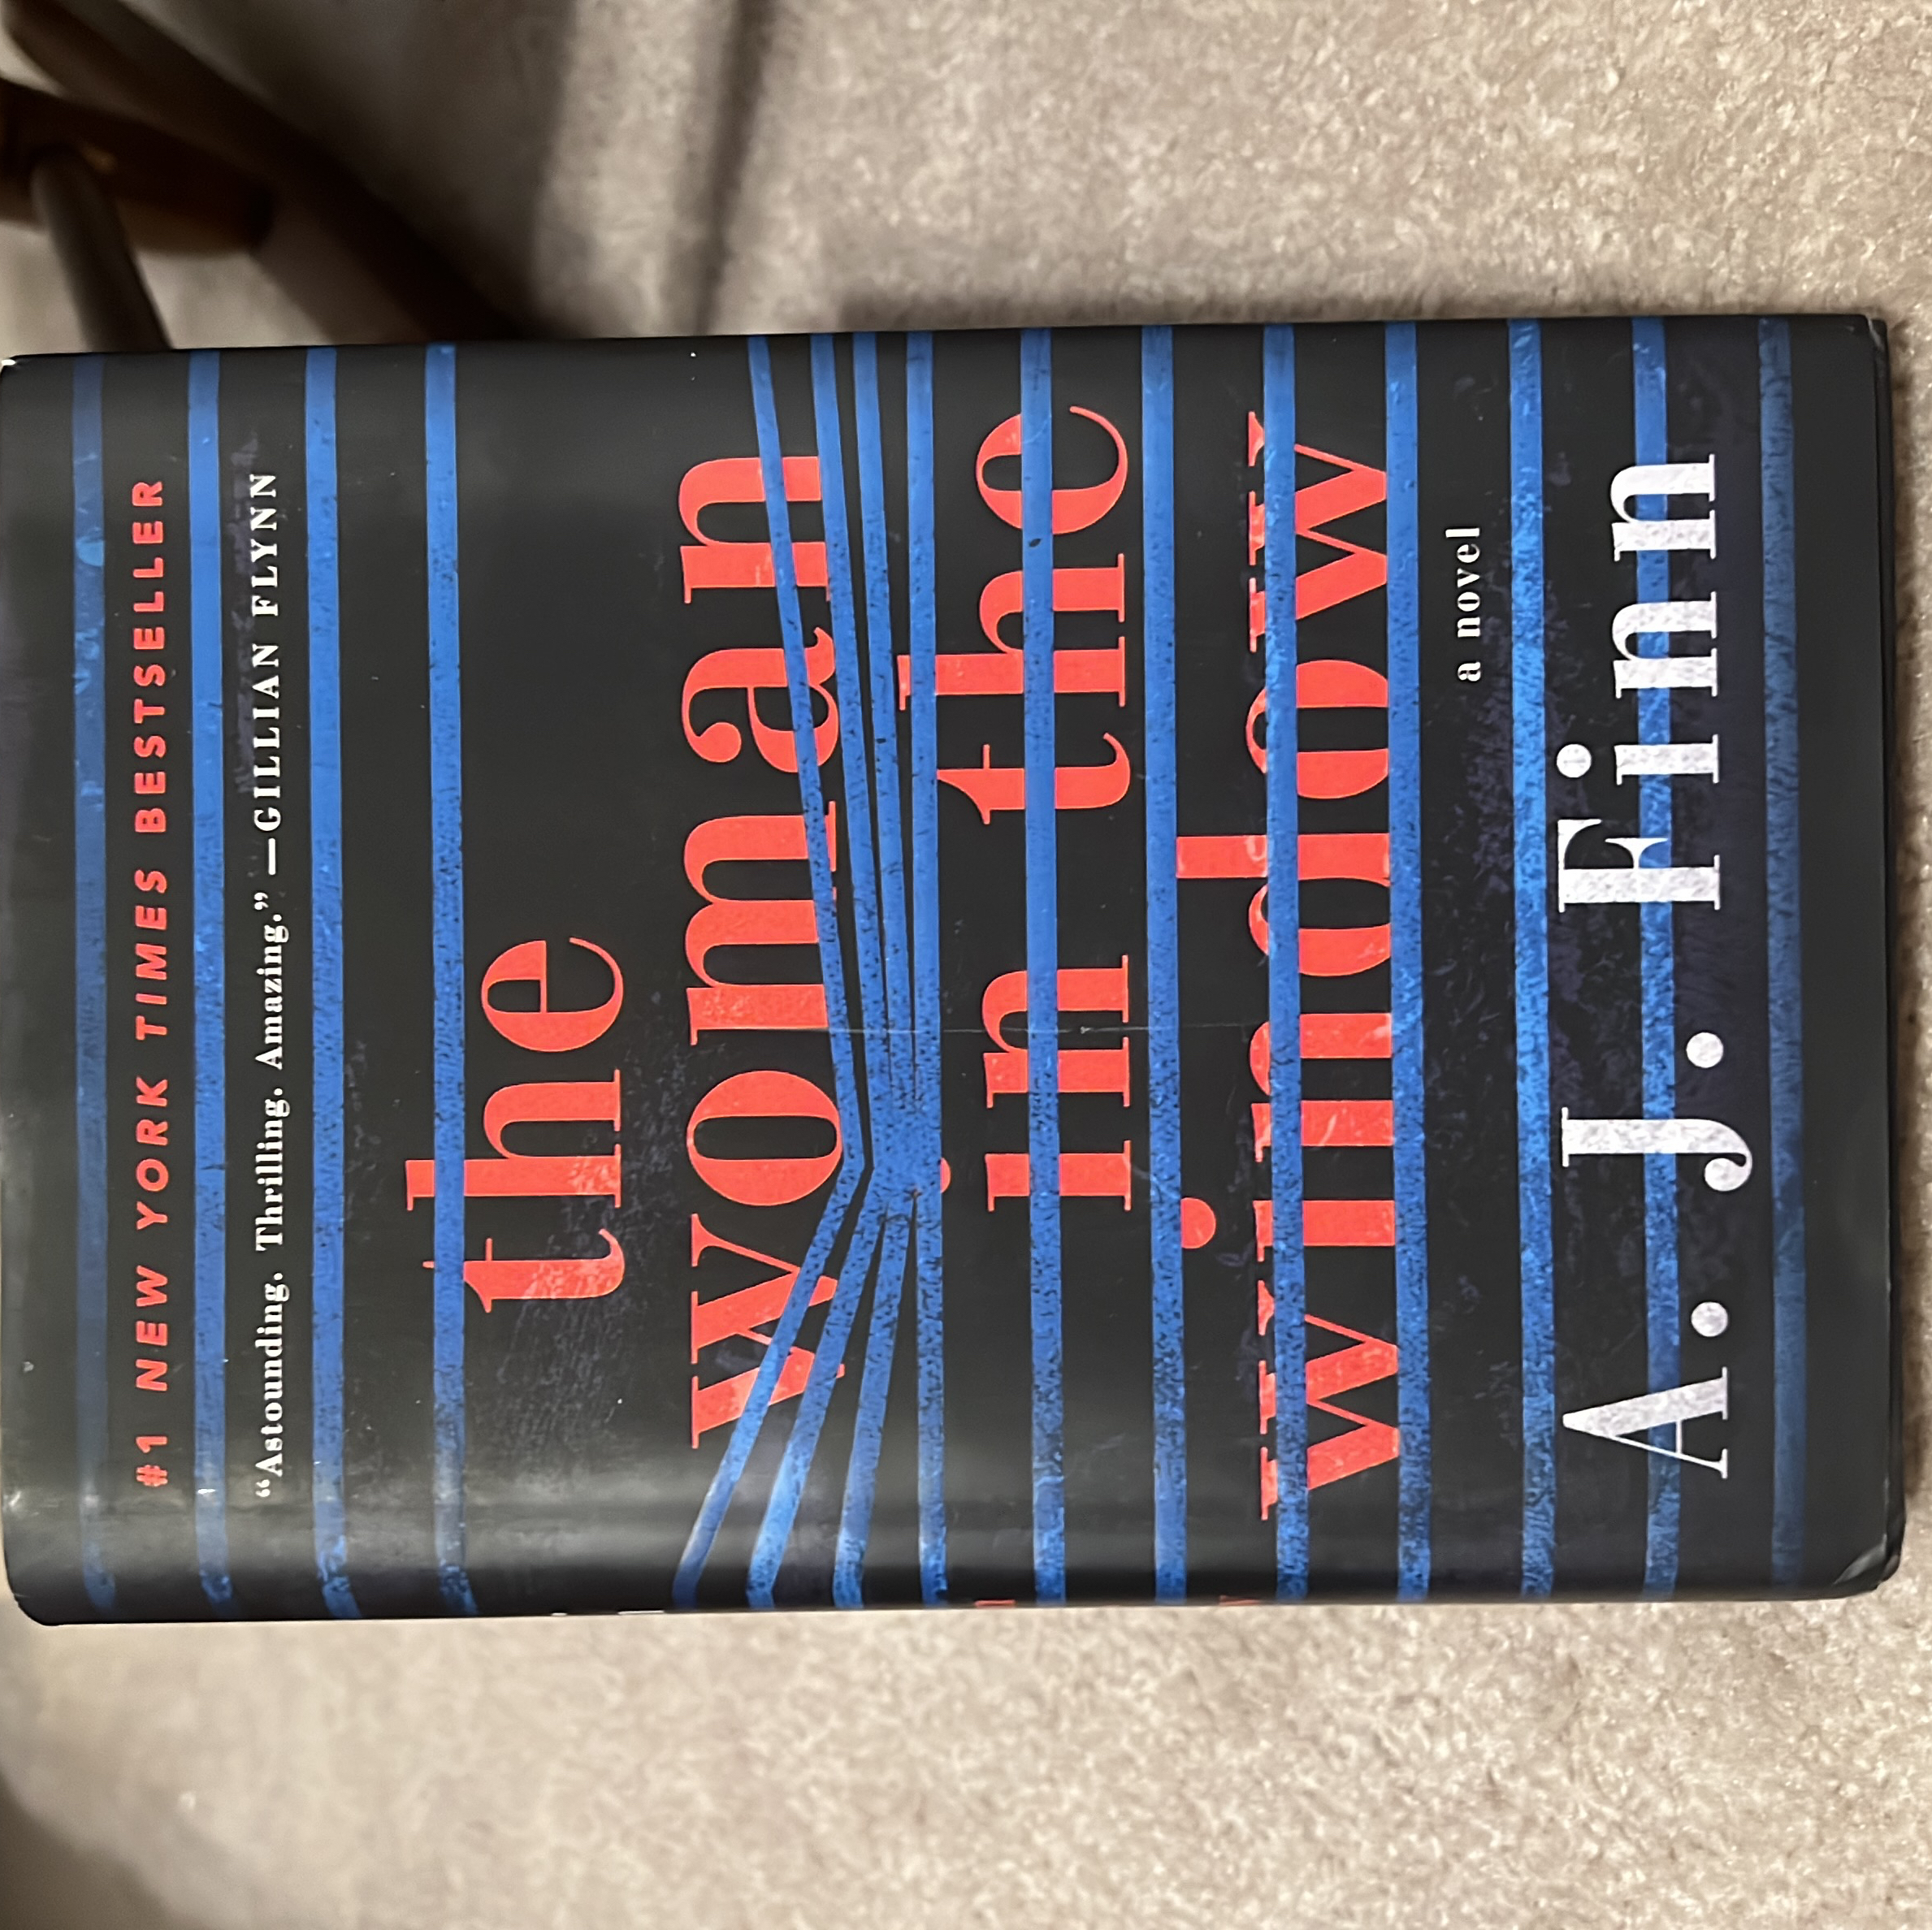 #1 NEW YORK TIMES BESTSELLER
“Astounding. Thrilling. Amazing.” —GILLIAN FLYNN
the
woman
in the
window
a novel
A. J. Finn